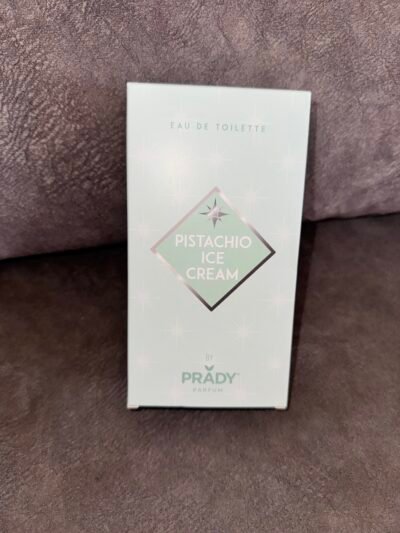 EAU DE TOILETTE
PISTACHIO
ICE
CREAM
BY
PRADY
PARFUM